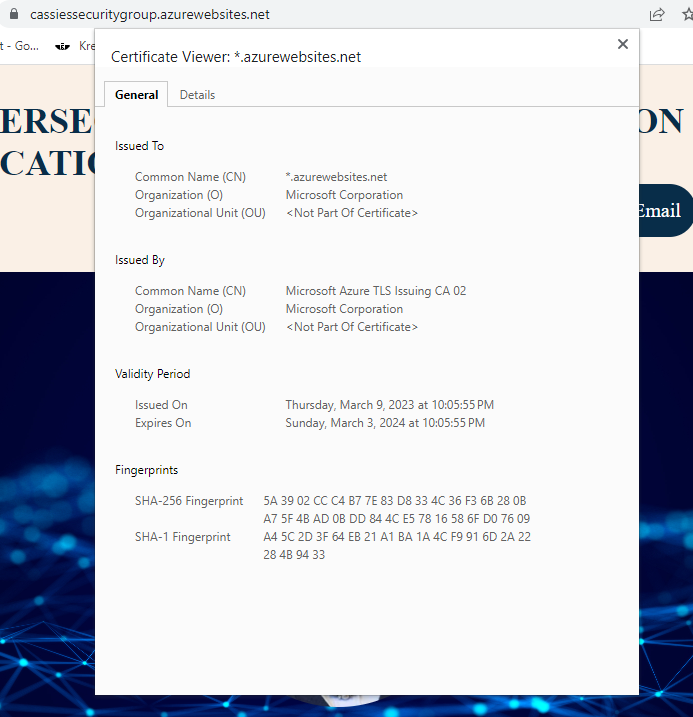 cassiessecuritygroup.azurewebsites.net
t - Go... Kre
Certificate Viewer: *.azurewebsites.net
General Details
ERSE ON
CATIO
Email
Issued To
Common Name (CN) *.azurewebsites.net
Organization (O) Microsoft Corporation
Organizational Unit (OU) <Not Part Of Certificate>
Issued By
Common Name (CN) Microsoft Azure TLS Issuing CA 02
Organization (O) Microsoft Corporation
Organizational Unit (OU) <Not Part Of Certificate>
Validity Period
Issued On Thursday, March 9, 2023 at 10:05:55 PM
Expires On Sunday, March 3, 2024 at 10:05:55 PM
Fingerprints
SHA-256 Fingerprint 5A 39 02 CC C4 B7 7E 83 D8 33 4C 36 F3 6B 28 0B
A7 5F 4B AD 0B DD 84 4C E5 78 16 58 6F D0 76 09
SHA-1 Fingerprint A4 5C 2D 3F 64 EB 21 A1 BA 1A 4C F9 91 6D 2A 22
28 4B 94 33